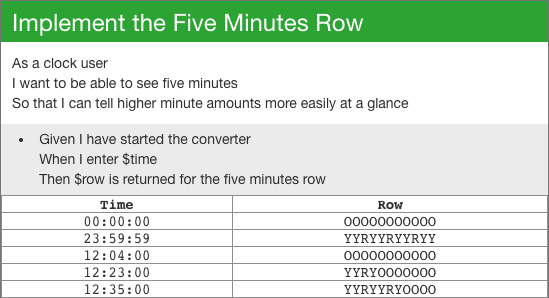 Implement the Five Minutes Row
As a clock user
I want to be able to see five minutes
So that I can tell higher minute amounts more easily at a glance
• Given I have started the converter
When I enter $time
Then $row is returned for the five minutes row
Time Row
00:00:00 OOOOOOOOOOO
23:59:59 YYRYYRYYRYY
12:04:00 OOOOOOOOOOO
12:23:00 YYRYOOOOOOO
12:35:00 YYRYYRYOOOO